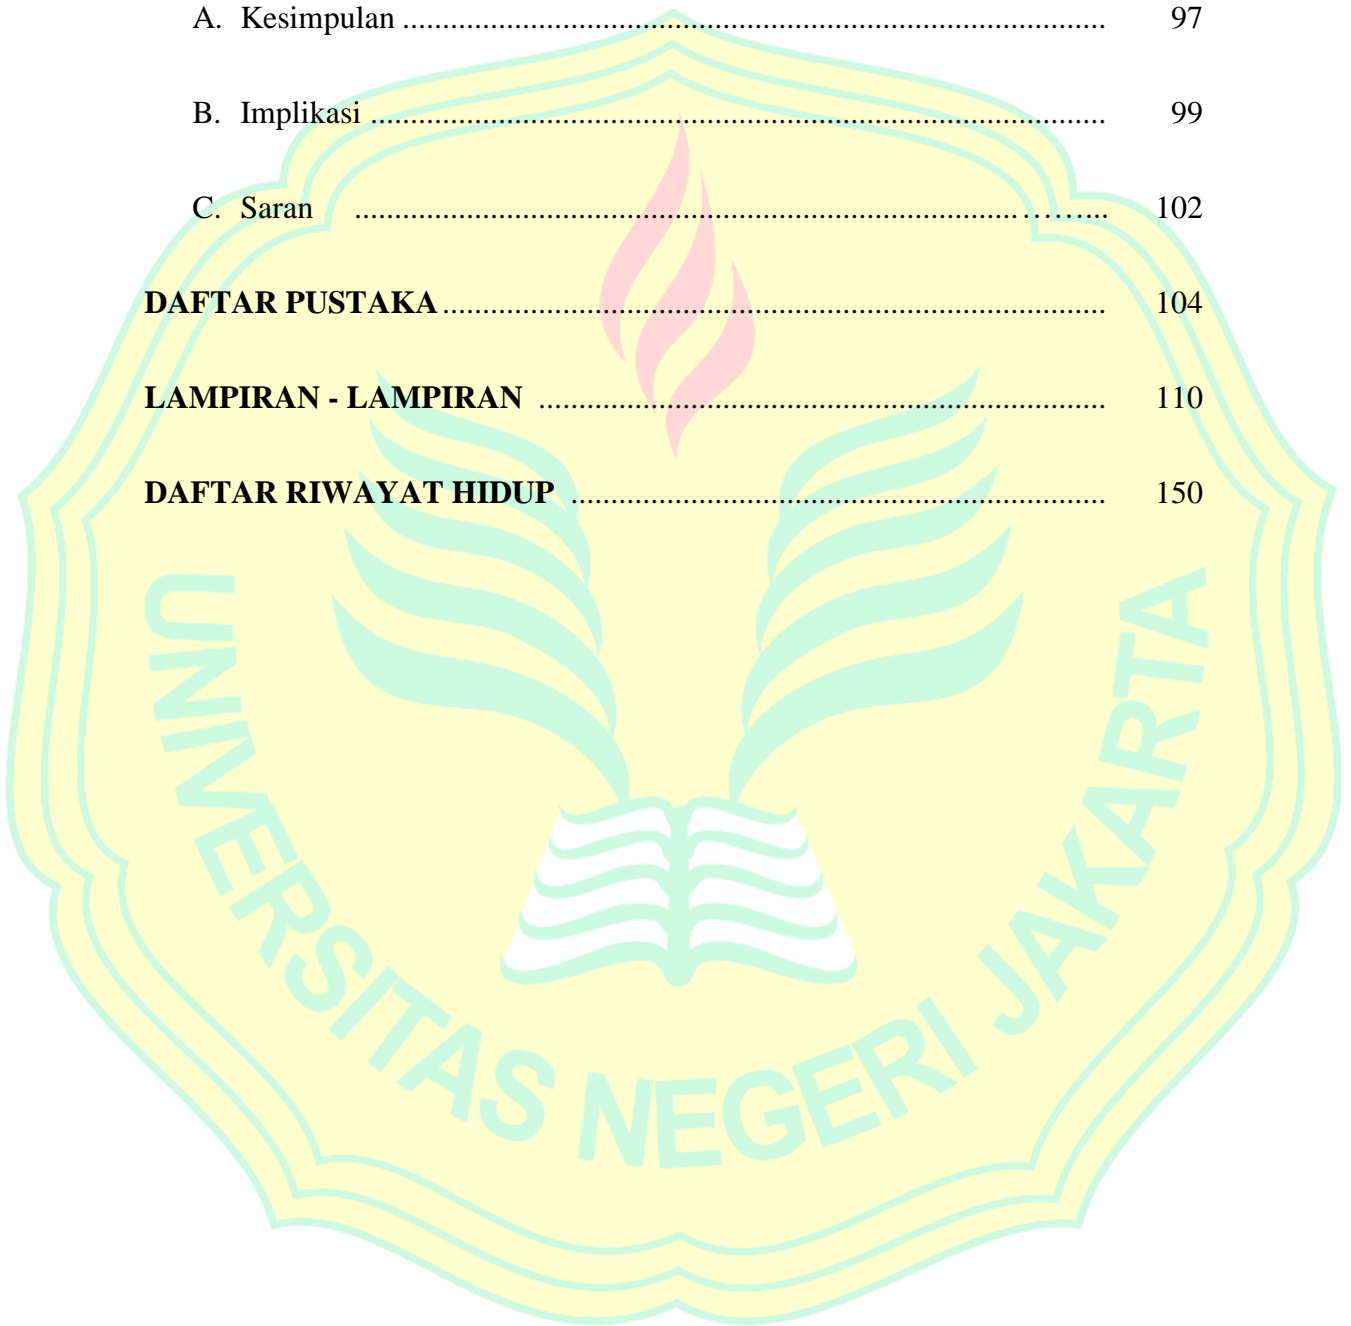 A. Kesimpulan ........................................................................................ 97
B. Implikasi ............................................................................................ 99
C. Saran ................................................................................................ 102
DAFTAR PUSTAKA ................................................................................... 104
LAMPIRAN - LAMPIRAN ....................................................................... 110
DAFTAR RIWAYAT HIDUP ................................................................... 150
UNIVERSITAS NEGERI JAKARTA